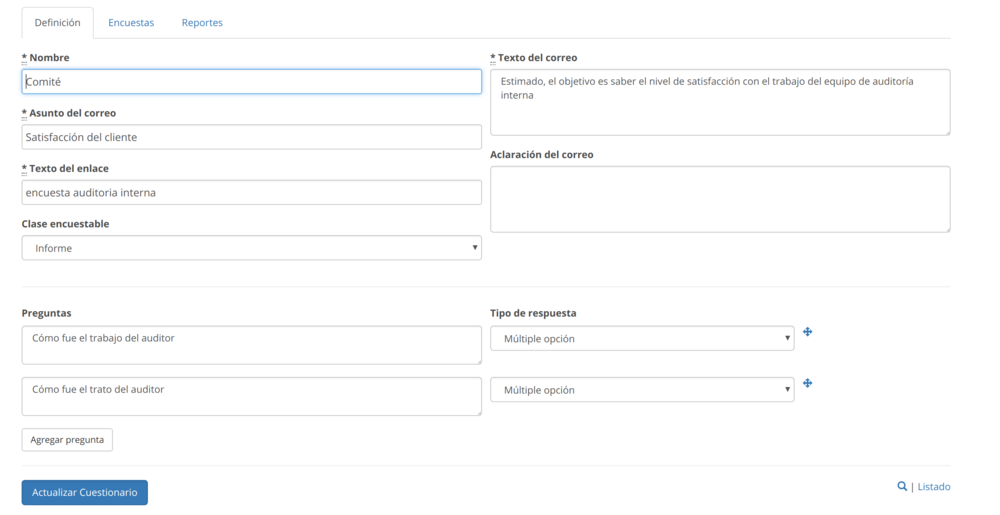 Definición
Encuestas
Reportes
* Nombre
Comité
* Asunto del correo
Satisfacción del cliente
* Texto del enlace
encuesta auditoria interna
Clase encuestable
Informe
* Texto del correo
Estimado, el objetivo es saber el nivel de satisfacción con el trabajo del equipo de auditoría
interna
Aclaración del correo
Preguntas
Tipo de respuesta
Cómo fue el trabajo del auditor
Múltiple opción
Cómo fue el trato del auditor
Múltiple opción
Agregar pregunta
Actualizar Cuestionario
| Listado